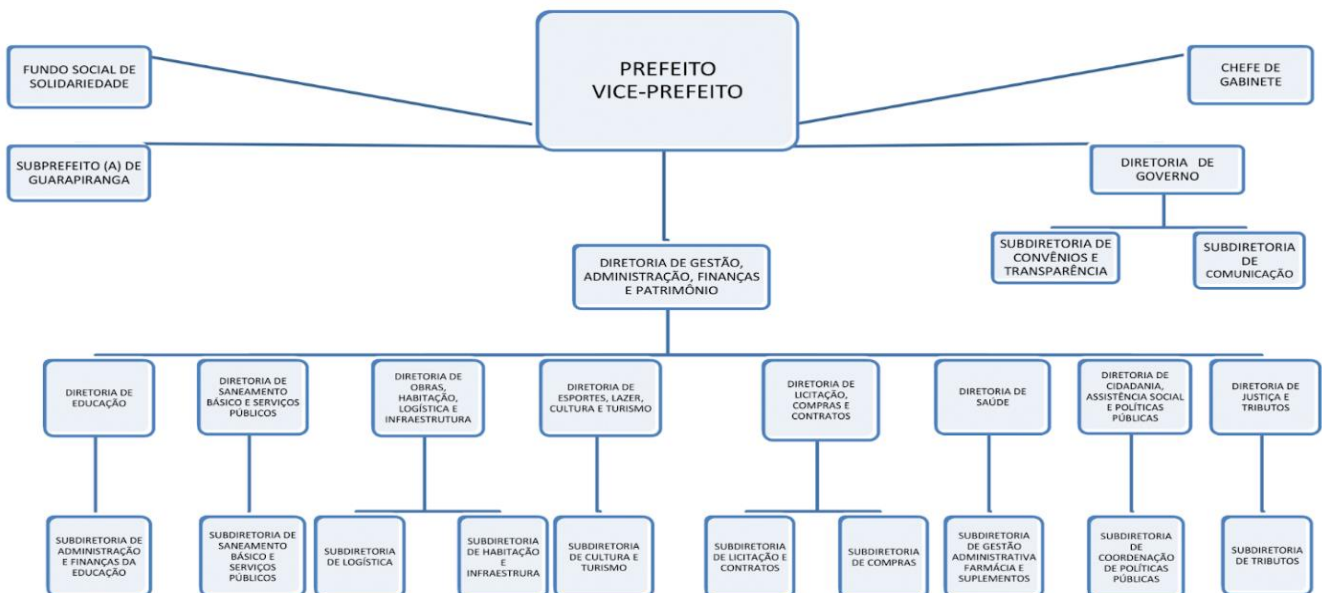 PREFEITO
VICE-PREFEITO
FUNDO SOCIAL DE
SOLIDARIEDADE
CHEFE DE
GABINETE
SUBPREFEITO (A) DE
GUARAPIRANGA
DIRETORIA DE
GOVERNO
SUBDIRETORIA DE
CONVÊNIOS E
TRANSPARÊNCIA
SUBDIRETORIA
DE
COMUNICAÇÃO
DIRETORIA DE GESTÃO,
ADMINISTRAÇÃO, FINANÇAS
E PATRIMÔNIO
DIRETORIA DE
EDUCAÇÃO
DIRETORIA DE
SANEAMENTO
BÁSICO E SERVIÇOS
PÚBLICOS
DIRETORIA DE
OBRAS,
HABITAÇÃO,
LOGÍSTICA E
INFRAESTRUTURA
DIRETORIA DE
ESPORTES, LAZER,
CULTURA E TURISMO
DIRETORIA DE
LICITAÇÃO,
COMPRAS E
CONTRATOS
DIRETORIA DE
SAÚDE
DIRETORIA DE
CIDADANIA,
ASSISTÊNCIA SOCIAL
E POLÍTICAS
PÚBLICAS
DIRETORIA DE
JUSTIÇA E
TRIBUTOS
SUBDIRETORIA DE
ADMINISTRAÇÃO
E FINANÇAS DA
EDUCAÇÃO
SUBDIRETORIA DE
SANEAMENTO
BÁSICO E
SERVIÇOS
PÚBLICOS
SUBDIRETORIA
DE LOGÍSTICA
SUBDIRETORIA
DE HABITAÇÃO
E
INFRAESTRURA
SUBDIRETORIA
DE CULTURA E
TURISMO
SUBDIRETORIA
DE LICITAÇÃO E
CONTRATOS
SUBDIRETORIA
DE COMPRAS
SUBDIRETORIA
DE GESTÃO
ADMINISTRATIVA
FARMÁCIA E
SUPLEMENTOS
SUBDIRETORIA
DE
COORDENAÇÃO
DE POLÍTICAS
PÚBLICAS
SUBDIRETORIA
DE TRIBUTOS